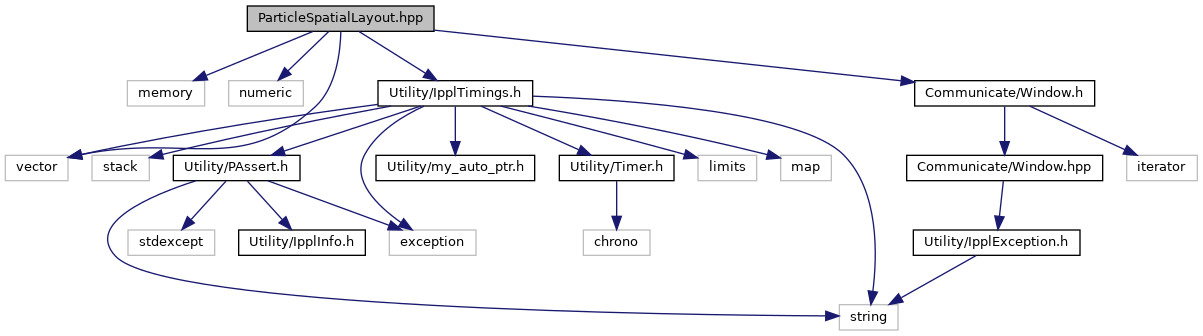 ParticleSpatialLayout.hpp
memory
numeric
Utility/IpplTimings.h
Communicate/Window.h
vector
stack
Utility/PAssert.h
Utility/my_auto_ptr.h
Utility/Timer.h
limits
map
Communicate/Window.hpp
iterator
stdexcept
Utility/IpplInfo.h
exception
chrono
Utility/IpplException.h
string